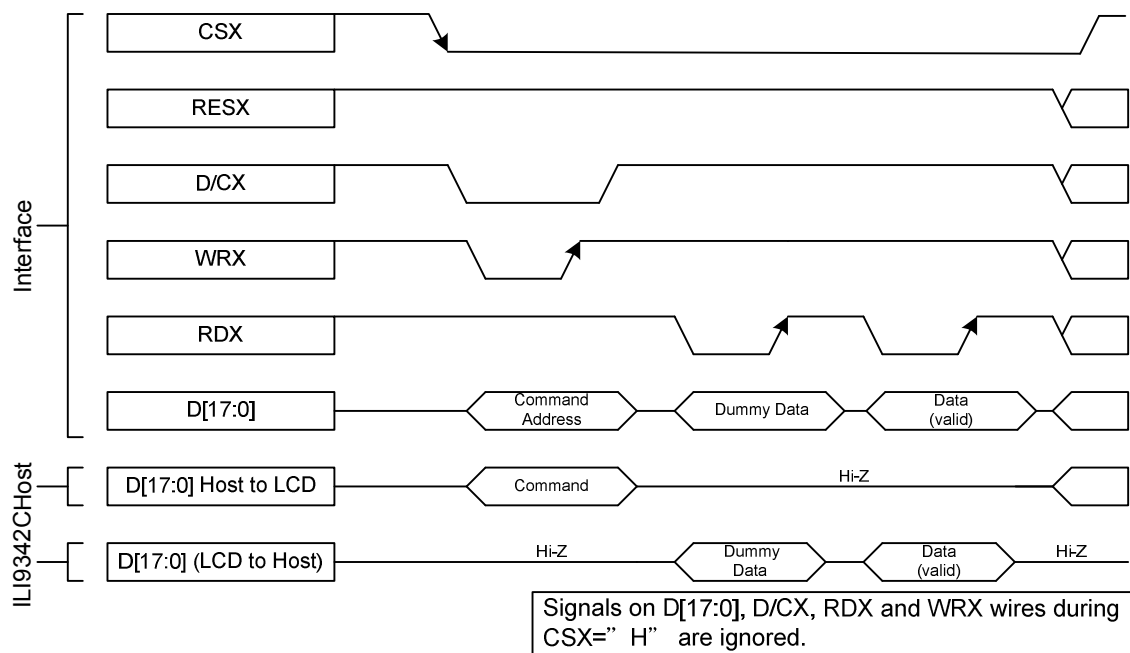 CSX
RESX
D/CX
WRX
RDX
D[17:0]
Command
Address
Dummy Data
Data
(valid)
Interface
D[17:0] Host to LCD
Command
Hi-Z
Host
D[17:0] (LCD to Host)
Hi-Z
Dummy
Data
Data
(valid)
Hi-Z
ILI9342C
Signals on D[17:0], D/CX, RDX and WRX wires during
CSX=” H” are ignored.